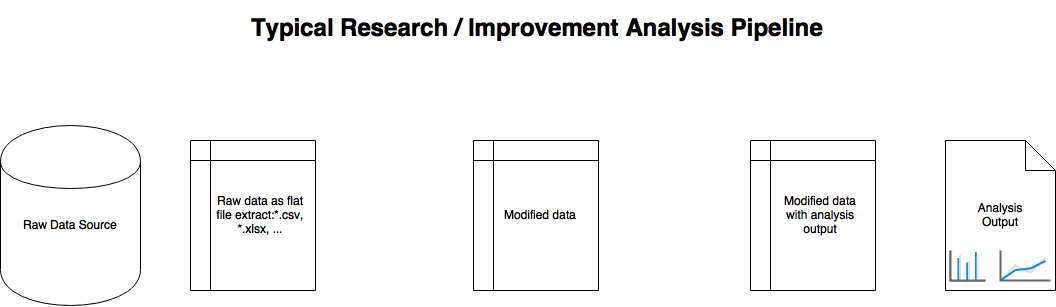 Typical Research / Improvement Analysis Pipeline
Raw Data Source
Raw data as flat
file extract:*.csv,
*.xlsx, ...
Modified data
Modified data
with analysis
output
Analysis
Output